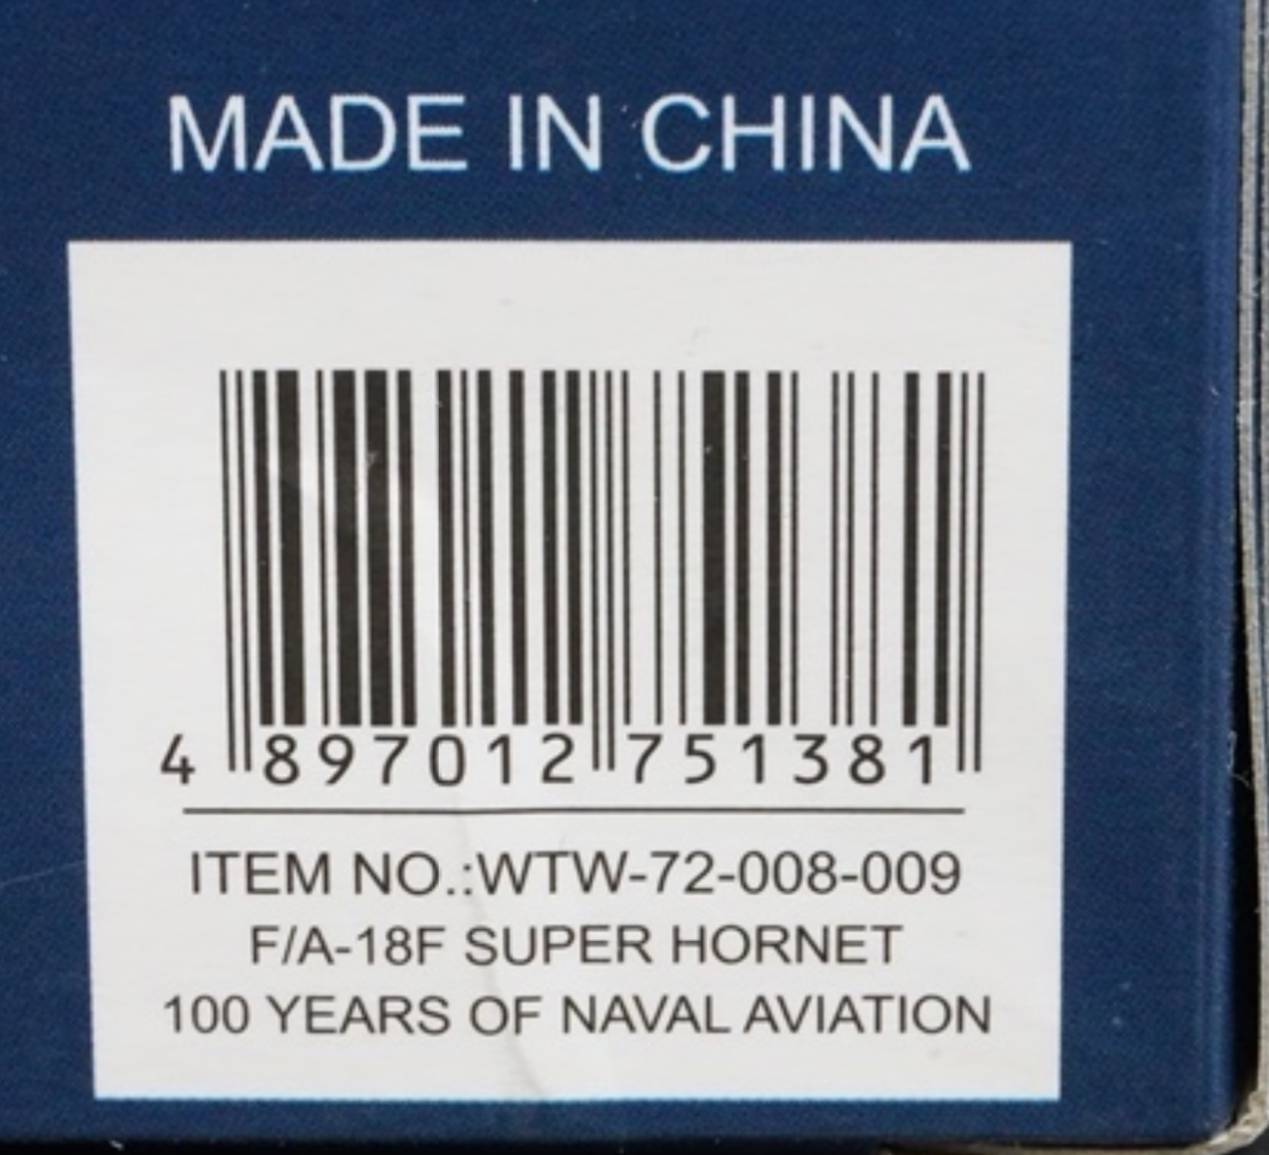 MADE IN CHINA
4 897012 751381
ITEM NO.:WTW-72-008-009
F/A-18F SUPER HORNET
100 YEARS OF NAVAL AVIATION